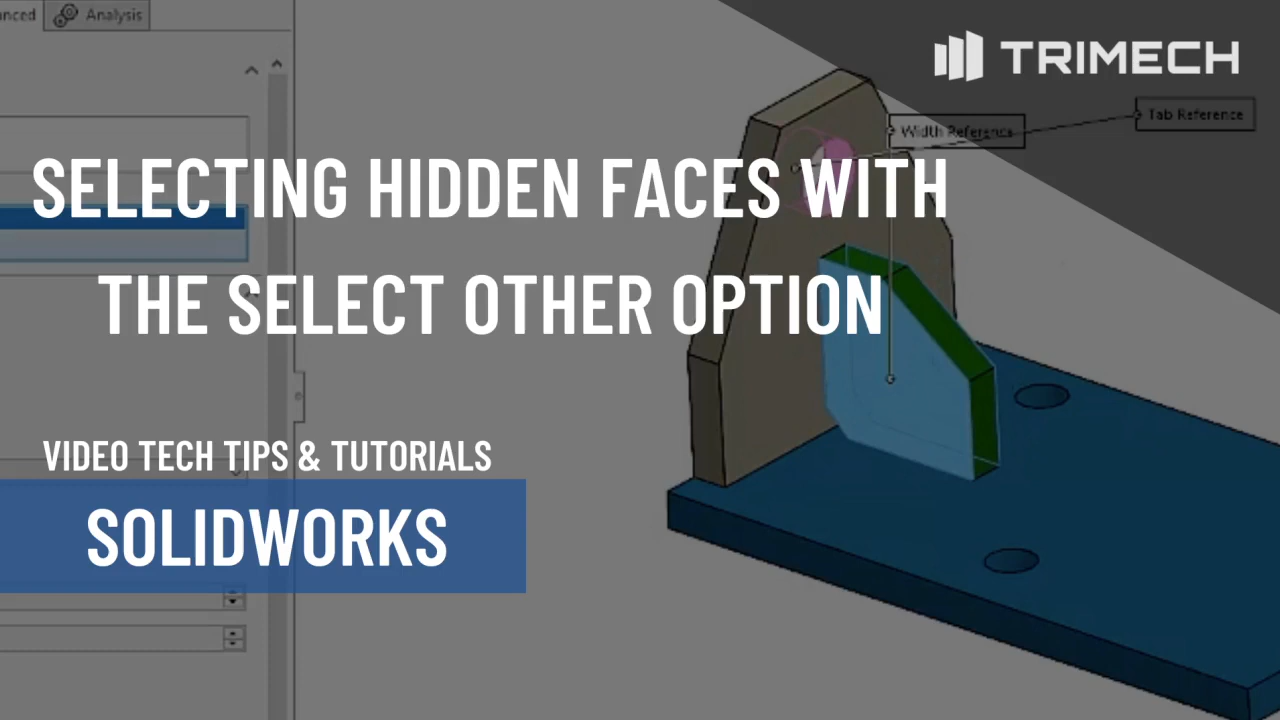 nced
Analysis
TRIMECH
Tab Reference
Width Reference
SELECTING HIDDEN FACES WITH
THE SELECT OTHER OPTION
VIDEO TECH TIPS & TUTORIALS
SOLIDWORKS